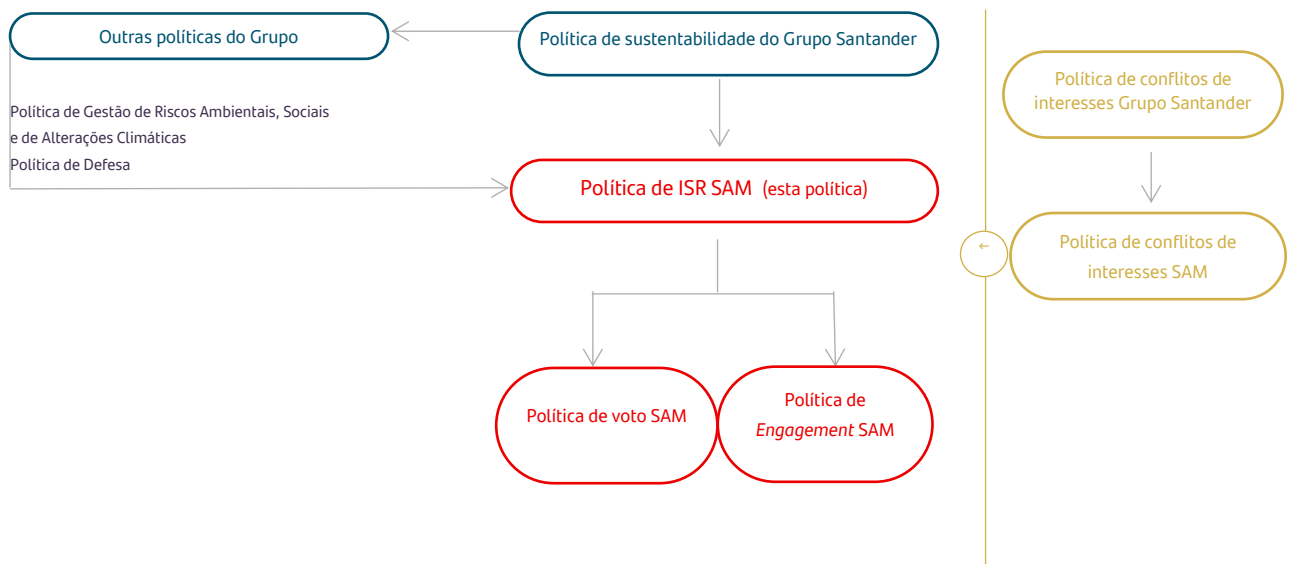 Outras políticas do Grupo
Política de sustentabilidade do Grupo Santander
Política de conflitos de
interesses Grupo Santander
Política de Gestão de Riscos Ambientais, Sociais
e de Alterações Climáticas
Política de Defesa
Política de ISR SAM (esta política)
Política de conflitos de
interesses SAM
←
Política de voto SAM
Política de
Engagement SAM